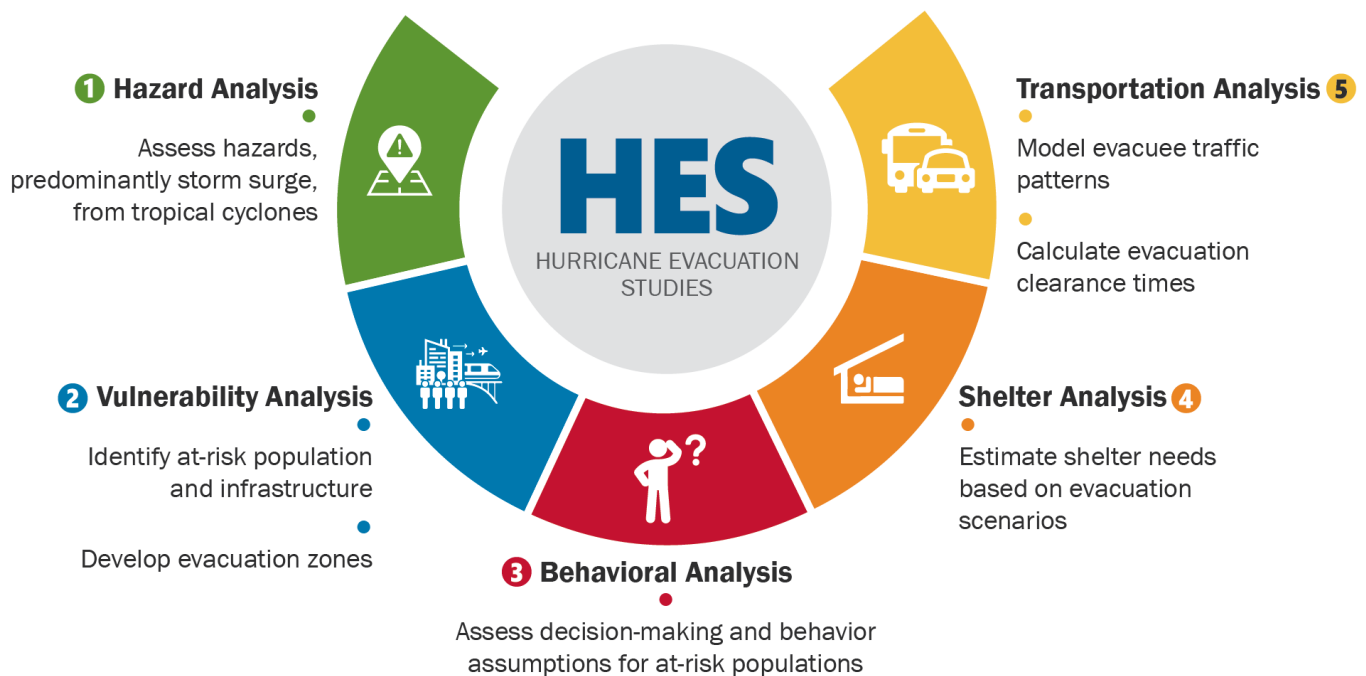 HES
HURRICANE EVACUATION
STUDIES
1 Hazard Analysis
Assess hazards,
predominantly storm surge,
from tropical cyclones
2 Vulnerability Analysis
Identify at-risk population
and infrastructure
Develop evacuation zones
3 Behavioral Analysis
Assess decision-making and behavior
assumptions for at-risk populations
Shelter Analysis 4
Estimate shelter needs
based on evacuation
scenarios
Transportation Analysis 5
Model evacuee traffic
patterns
Calculate evacuation
clearance times
?